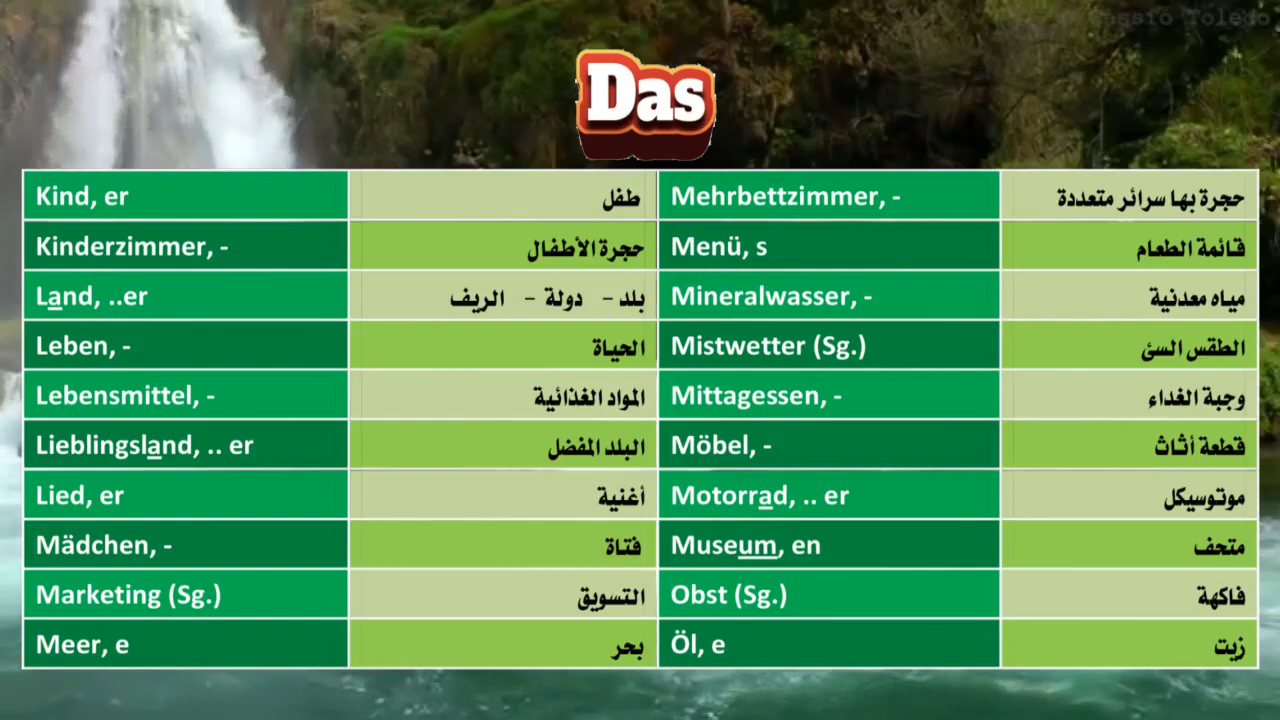 assio Toledo
Das
Kind, er
طفل
Mehrbettzimmer, -
حجرة بها سرائر متعددة
Kinderzimmer, -
حجرة الأطفال
Menü, s
قائمة الطعام
Land, ..er
بلد - دولة - الريف
Mineralwasser, -
مياه معدنية
Leben, -
الحياة
Mistwetter (Sg.)
الطقس السئ
Lebensmittel, -
المواد الغذائية
Mittagessen, -
وجبة الغداء
Lieblingsland, .. er
البلد المفضل
Möbel, -
قطعة أثاث
Lied, er
أغنية
Motorrad, .. er
موتوسيكل
Mädchen, -
فتاة
Museum, en
متحف
Marketing (Sg.)
التسويق
Obst (Sg.)
فاكهة
Meer, e
بحر
Öl, e
زيت